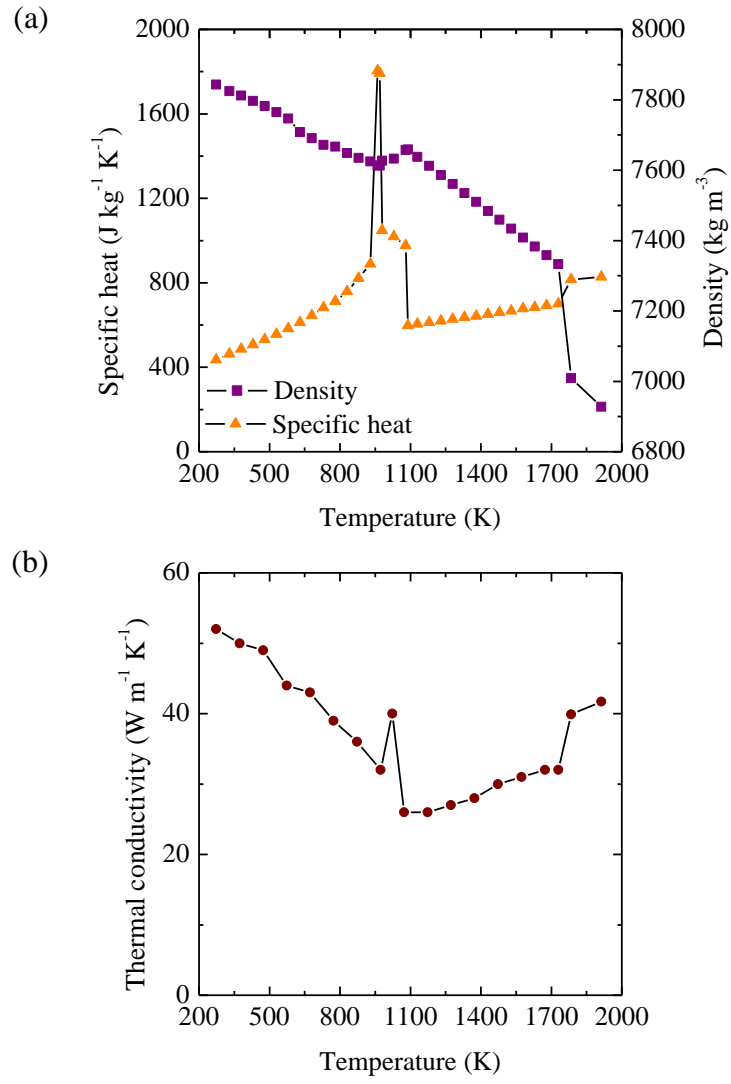 (a)
2000
1600
1200
800
400
0
Specific heat (J kg⁻¹ K⁻¹)
8000
7800
7600
7400
7200
7000
6800
Density (kg m⁻³)
Density
Specific heat
200 500 800 1100 1400 1700 2000
Temperature (K)
(b)
60
40
20
0
Thermal conductivity (W m⁻¹ K⁻¹)
200 500 800 1100 1400 1700 2000
Temperature (K)